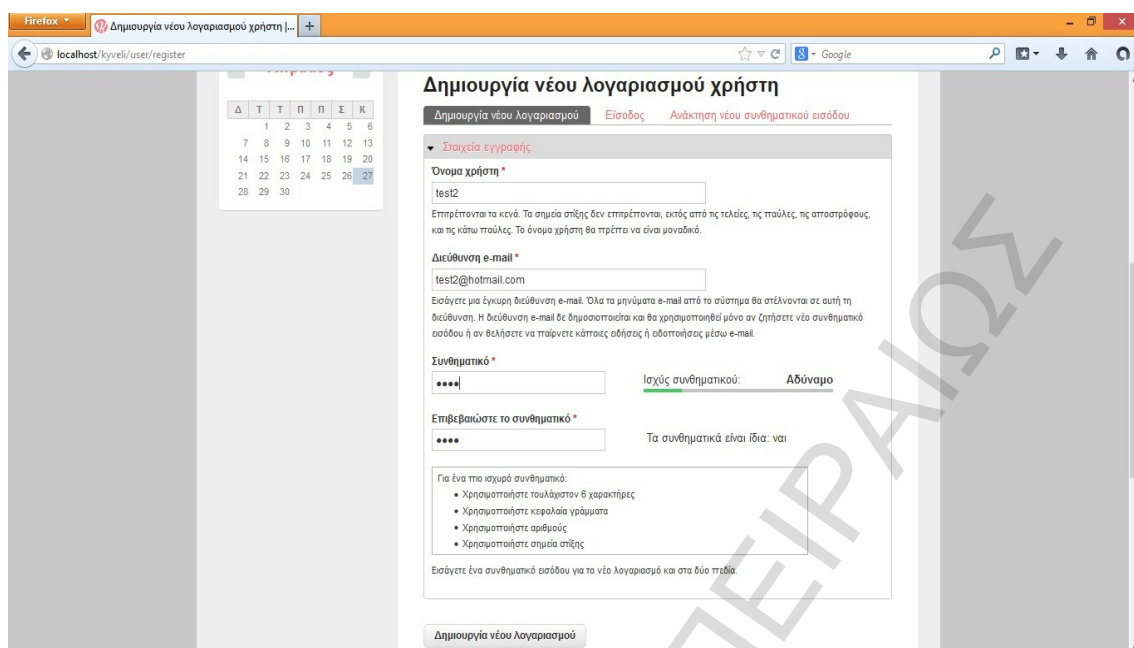 Firefox
Δημιουργία νέου λογαριασμού χρήστη |...
localhost/kyveli/user/register
Google
Δ Τ Τ Π Π Σ Κ
1 2 3 4 5 6
7 8 9 10 11 12 13
14 15 16 17 18 19 20
21 22 23 24 25 26 27
28 29 30
Δημιουργία νέου λογαριασμού χρήστη
Δημιουργία νέου λογαριασμού Είσοδος Ανάκτηση νέου συνθηματικού εισόδου
Στοιχεία εγγραφής
Όνομα χρήστη *
test2
Επιτρέπονται τα κενά. Τα σημεία στίξης δεν επιτρέπονται, εκτός από τις τελείες, τις παύλες, τις αποστρόφους,
και τις κάτω παύλες. Το όνομα χρήστη θα πρέπει να είναι μοναδικό.
Διεύθυνση e-mail *
test2@hotmail.com
Εισάγετε μια έγκυρη διεύθυνση e-mail. Όλα τα μηνύματα e-mail από το σύστημα θα στέλνονται σε αυτή τη
διεύθυνση. Η διεύθυνση e-mail δε δημοσιοποιείται και θα χρησιμοποιηθεί μόνο αν ζητήσετε νέο συνθηματικό
εισόδου ή αν θελήσετε να παίρνετε κάποιες ειδήσεις ή ειδοποιήσεις μέσω e-mail.
Συνθηματικό *
Ισχύς συνθηματικού: Αδύναμο
Επιβεβαιώστε το συνθηματικό *
Τα συνθηματικά είναι ίδια: ναι
Για ένα πιο ισχυρό συνθηματικό:
• Χρησιμοποιήστε τουλάχιστον 6 χαρακτήρες
• Χρησιμοποιήστε κεφαλαία γράμματα
• Χρησιμοποιήστε αριθμούς
• Χρησιμοποιήστε σημεία στίξης
Εισάγετε ένα συνθηματικό εισόδου για το νέο λογαριασμό και στα δύο πεδία.
Δημιουργία νέου λογαριασμού
ΠΕΙΡΑΙΩΣ